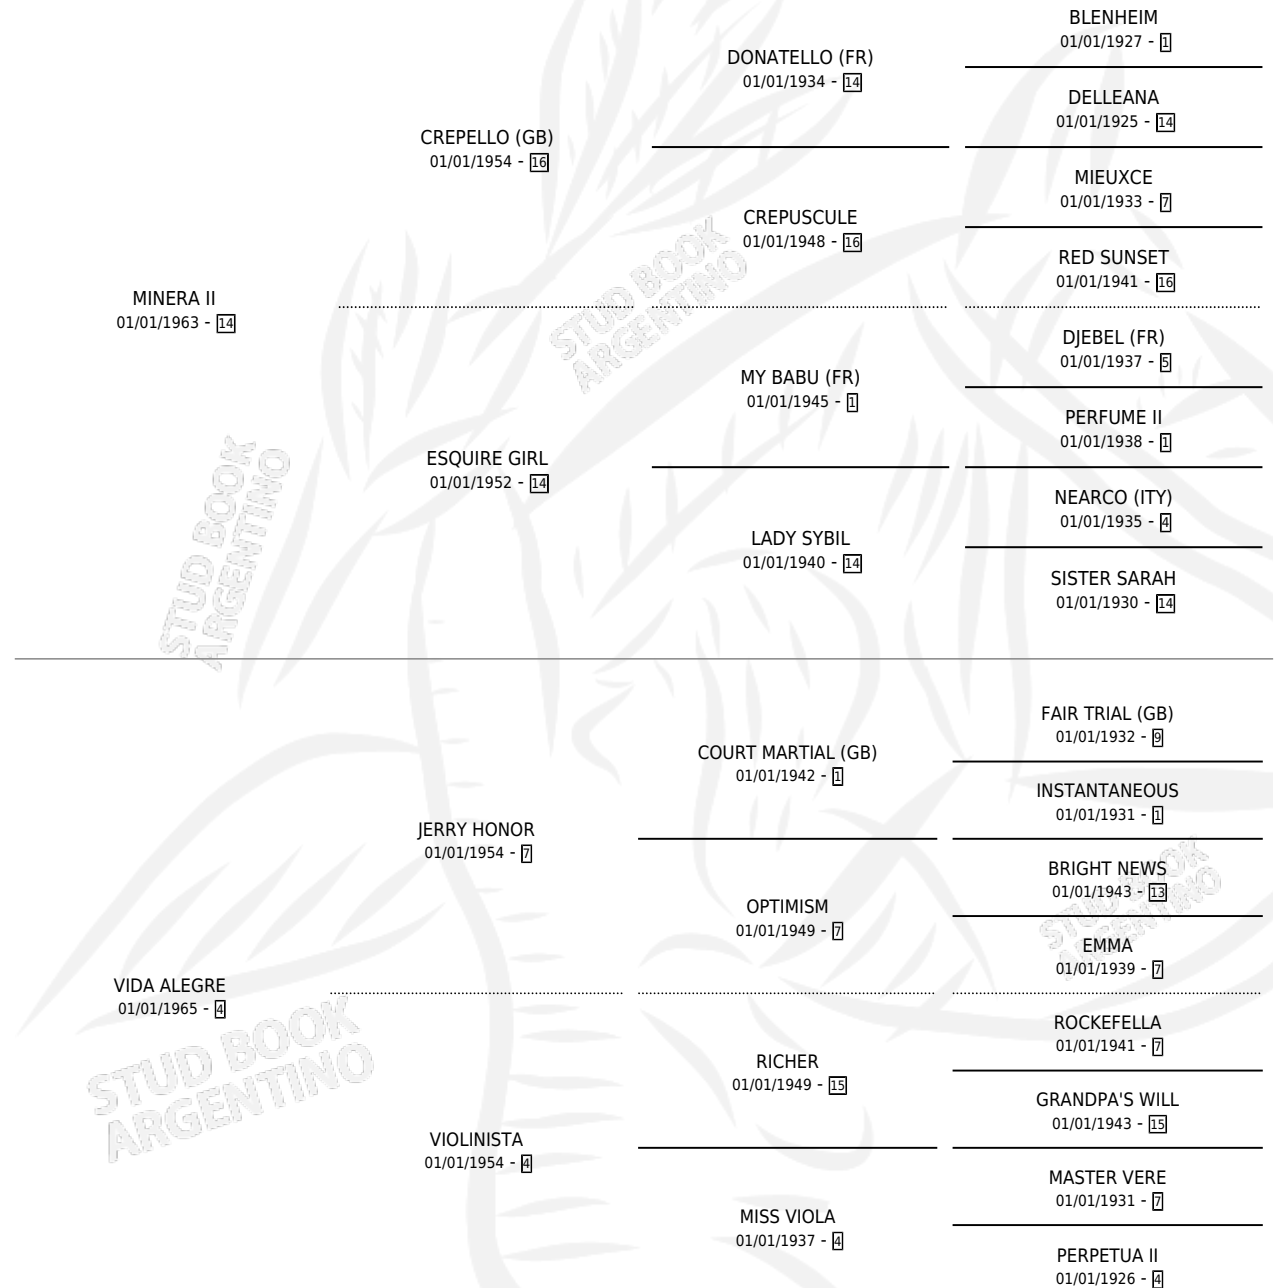 BLENHEIM
01/01/1927 - 1
DONATELLO (FR)
01/01/1934 - 14
DELLEANA
01/01/1925 - 14
CREPELLO (GB)
01/01/1954 - 16
MIEUXCE
01/01/1933 - 7
CREPUSCULE
01/01/1948 - 16
RED SUNSET
01/01/1941 - 16
MINERA II
01/01/1963 - 14
DJEBEL (FR)
01/01/1937 - 5
MY BABU (FR)
01/01/1945 - 1
PERFUME II
01/01/1938 - 1
ESQUIRE GIRL
01/01/1952 - 14
NEARCO (ITY)
01/01/1935 - 4
LADY SYBIL
01/01/1940 - 14
SISTER SARAH
01/01/1930 - 14
FAIR TRIAL (GB)
01/01/1932 - 9
COURT MARTIAL (GB)
01/01/1942 - 1
INSTANTANEOUS
01/01/1931 - 1
JERRY HONOR
01/01/1954 - 7
BRIGHT NEWS
01/01/1943 - 13
OPTIMISM
01/01/1949 - 7
EMMA
01/01/1939 - 7
VIDA ALEGRE
01/01/1965 - 4
ROCKEFELLA
01/01/1941 - 7
RICHER
01/01/1949 - 15
GRANDPA'S WILL
01/01/1943 - 15
VIOLINISTA
01/01/1954 - 4
MASTER VERE
01/01/1931 - 7
MISS VIOLA
01/01/1937 - 4
PERPETUA II
01/01/1926 - 4
STUD BOOK
ARGENTINO
STUD BOOK
ARGENTINO
STUD BOOK
ARGENTINO
STUD BOOK
ARGENTINO